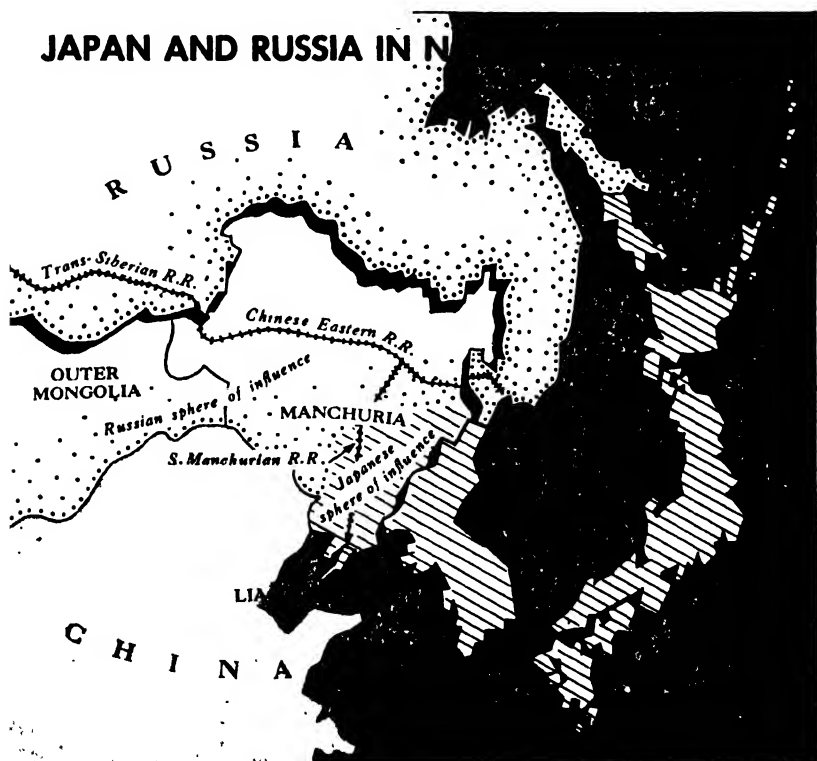 JAPAN AND RUSSIA IN N
RUSSIA
Trans-Siberian R.R.
Chinese Eastern R.R.
OUTER
MONGOLIA
Russian sphere of influence
MANCHURIA
S. Manchurian R.R.
Japanese
sphere of influence
LIA
CHINA